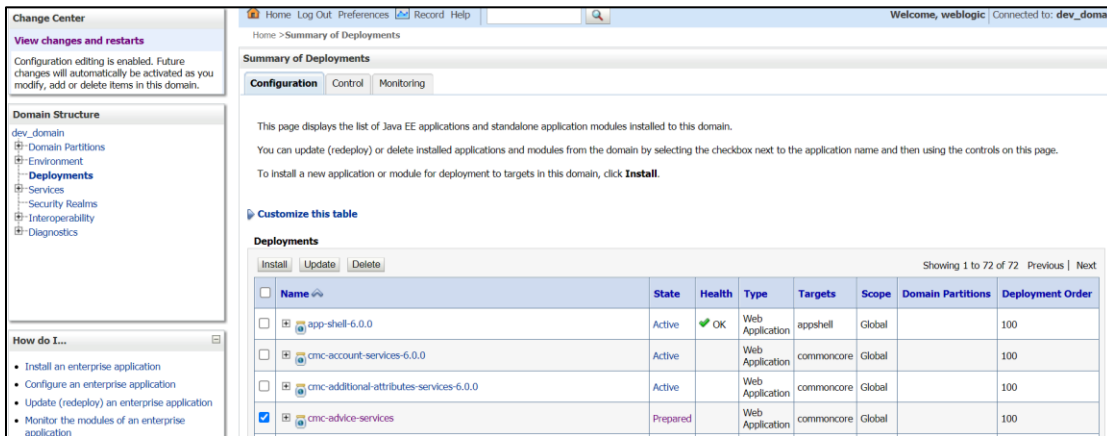 Change Center
View changes and restarts
Configuration editing is enabled. Future
changes will automatically be activated as you
modify, add or delete items in this domain.
Domain Structure
dev_domain
Domain Partitions
Environment
Deployments
Services
Security Realms
Interoperability
Diagnostics
How do I...
Install an enterprise application
Configure an enterprise application
Update (redeploy) an enterprise application
Monitor the modules of an enterprise
application
Home Log Out Preferences Record Help
Welcome, weblogic Connected to: dev_doma
Home >Summary of Deployments
Summary of Deployments
Configuration Control Monitoring
This page displays the list of Java EE applications and standalone application modules installed to this domain.
You can update (redeploy) or delete installed applications and modules from the domain by selecting the checkbox next to the application name and then using the controls on this page.
To install a new application or module for deployment to targets in this domain, click Install.
Customize this table
Deployments
Install Update Delete Showing 1 to 72 of 72 Previous | Next
Name State Health Type Targets Scope Domain Partitions Deployment Order
app-shell-6.0.0 Active OK Web Application appshell Global 100
cmc-account-services-6.0.0 Active Web Application commoncore Global 100
cmc-additional-attributes-services-6.0.0 Active Web Application commoncore Global 100
cmc-advice-services Prepared Web Application commoncore Global 100